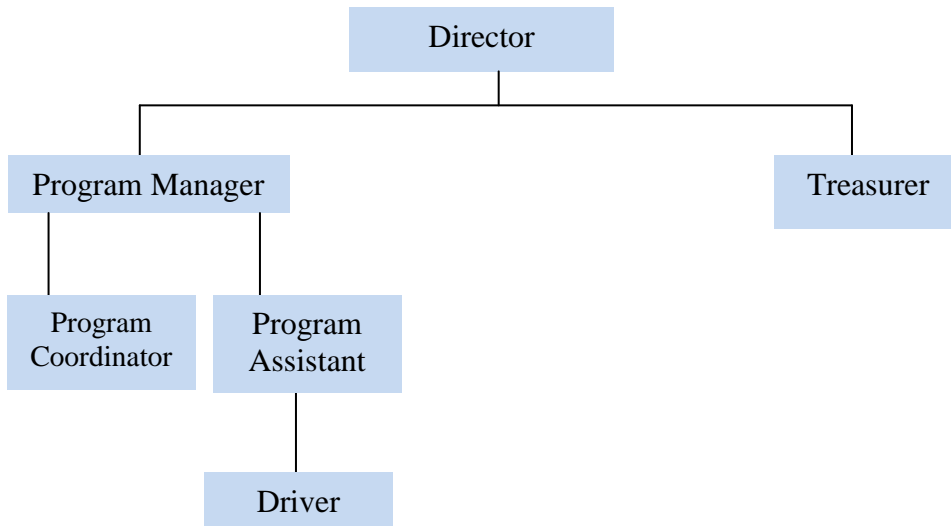 Director
Program Manager
Treasurer
Program
Coordinator
Program
Assistant
Driver